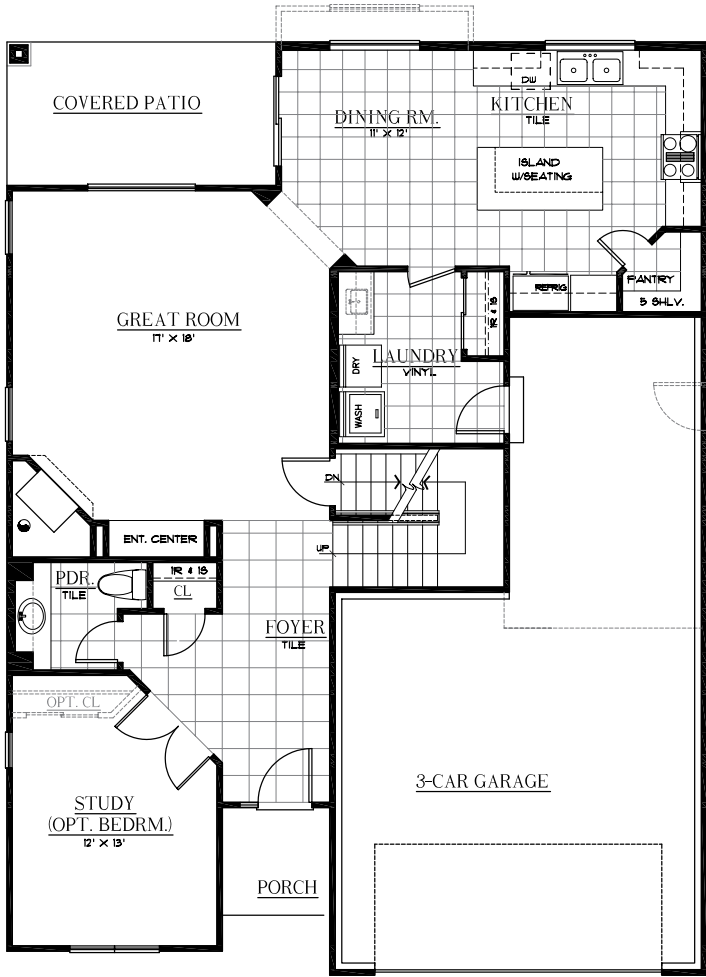 COVERED PATIO
DINING RM.
11' X 12'
DW
KITCHEN
TILE
ISLAND
W/SEATING
REFRIG
PANTRY
5 SHLV.
GREAT ROOM
17' X 18'
1R & 1S
LAUNDRY
VINYL
DRY
WASH
DN
UP
ENT. CENTER
PDR.
TILE
1R & 1S
CL
FOYER
TILE
OPT. CL
STUDY
(OPT. BEDRM.)
12' X 13'
3-CAR GARAGE
PORCH